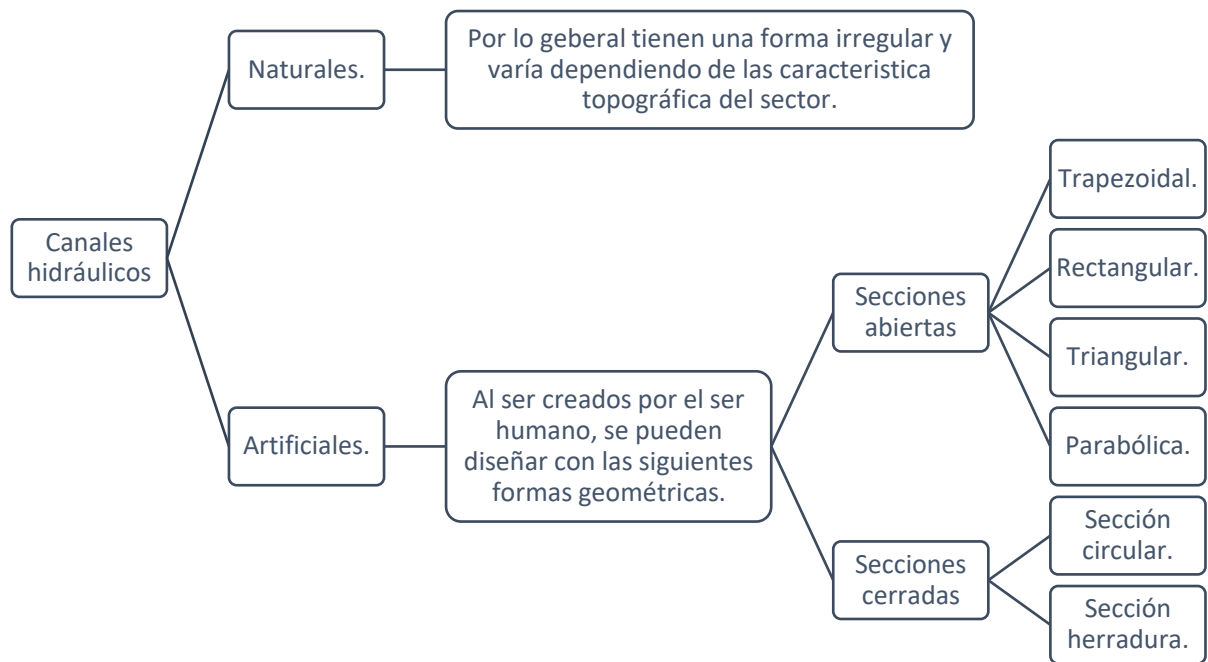 Canales
hidráulicos
Naturales.
Por lo geberal tienen una forma irregular y
varía dependiendo de las caracteristica
topográfica del sector.
Artificiales.
Al ser creados por el ser
humano, se pueden
diseñar con las siguientes
formas geométricas.
Secciones
abiertas
Trapezoidal.
Rectangular.
Triangular.
Parabólica.
Secciones
cerradas
Sección
circular.
Sección
herradura.